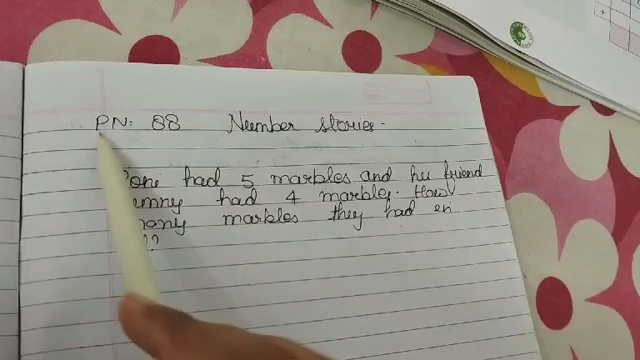 PN: 88 Number stories-
had 5 marbles and his friend
had 4 marbles. How
many marbles they had in